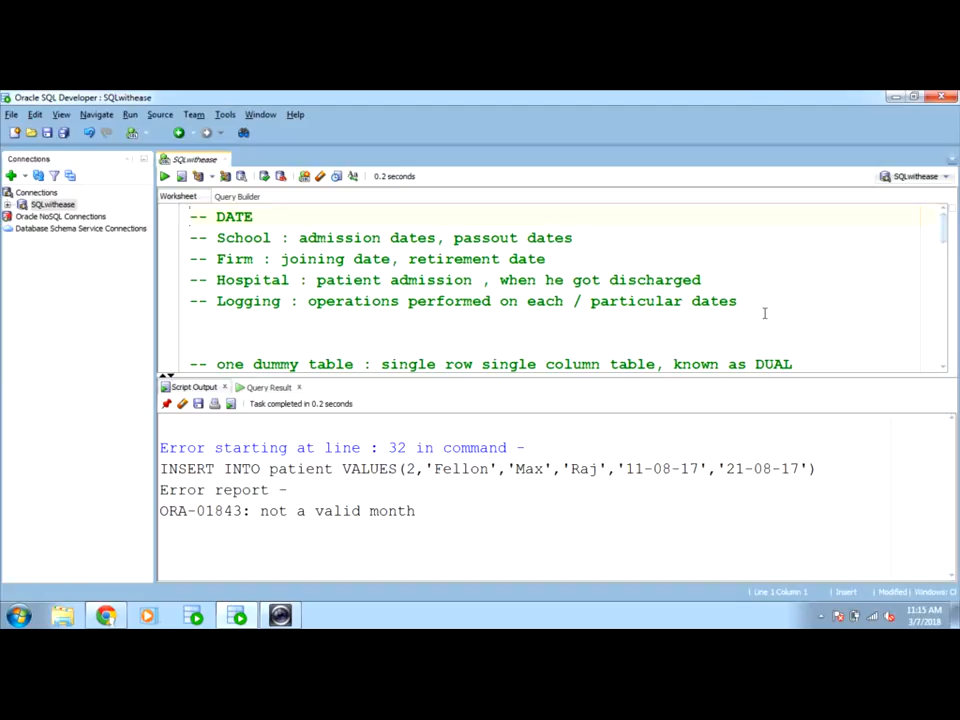 Oracle SQL Developer : SQLwithease
File Edit View Navigate Run Source Team Tools Window Help
Connections
SQLwithease
0.2 seconds
SQLwithease
Connections
SQLwithease
Oracle NoSQL Connections
Database Schema Service Connections
Worksheet Query Builder
-- DATE
-- School : admission dates, passout dates
-- Firm : joining date, retirement date
-- Hospital : patient admission , when he got discharged
-- Logging : operations performed on each / particular dates
-- one dummy table : single row single column table, known as DUAL
Script Output Query Result
Task completed in 0.2 seconds
Error starting at line : 32 in command -
INSERT INTO patient VALUES(2,'Fellon','Max','Raj','11-08-17','21-08-17')
Error report -
ORA-01843: not a valid month
Line 1 Column 1 Insert Modified Windows: C
11:15 AM
3/7/2018